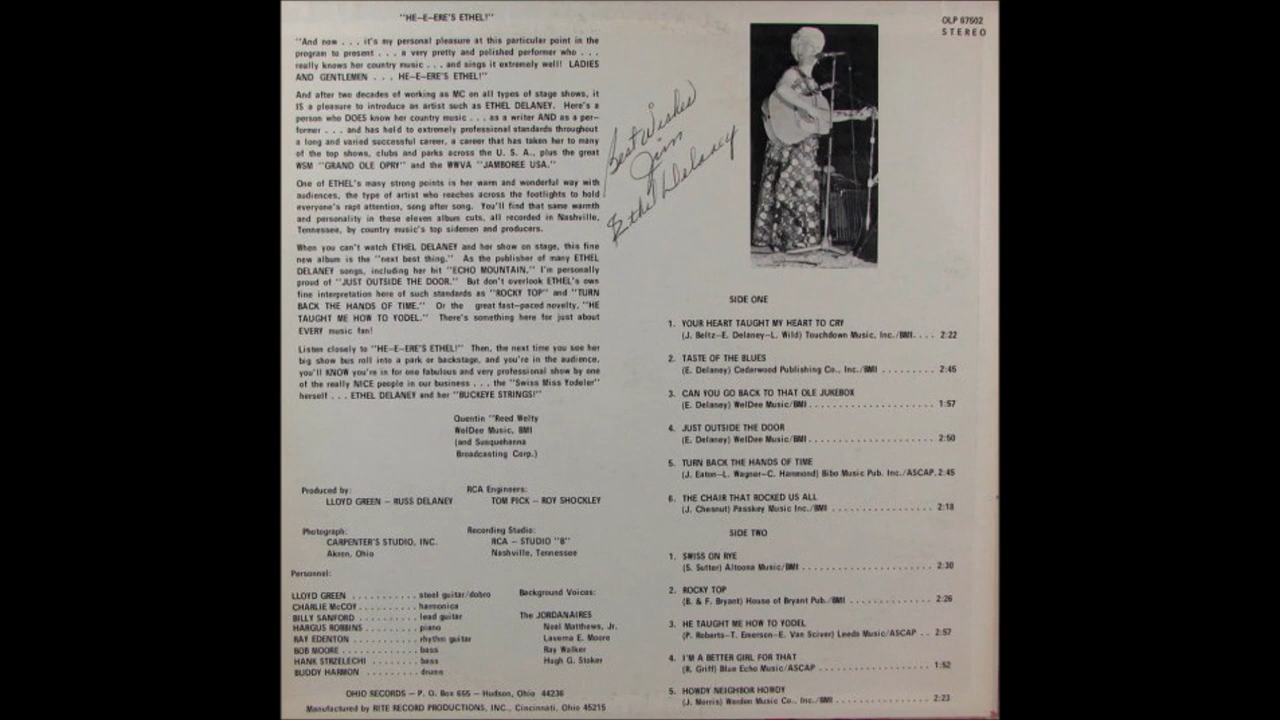 "HE-E-ERE'S ETHEL!"
"And now . . . it's my personal pleasure at this particular point in the
program to present . . . a very pretty and polished performer who . . .
really knows her country music . . . and sings it extremely well! LADIES
AND GENTLEMEN . . . HE-E-ERE'S ETHEL!"
And after two decades of working as MC on all types of stage shows, it
IS a pleasure to introduce an artist such as ETHEL DELANEY. Here's a
person who DOES know her country music . . . as a writer AND as a per-
former . . . and has held to extremely professional standards throughout
a long and varied successful career, a career that has taken her to many
of the top shows, clubs and parks across the U. S. A., plus the great
WSM "GRAND OLE OPRY" and the WWVA "JAMBOREE USA."
One of ETHEL's many strong points is her warm and wonderful way with
audiences, the type of artist who reaches across the footlights to hold
everyone's rapt attention, song after song. You'll find that same warmth
and personality in these eleven album cuts, all recorded in Nashville,
Tennessee, by country music's top sidemen and producers.
When you can't watch ETHEL DELANEY and her show on stage, this fine
new album is the "next best thing." As the publisher of many ETHEL
DELANEY songs, including her hit "ECHO MOUNTAIN," I'm personally
proud of "JUST OUTSIDE THE DOOR." But don't overlook ETHEL's own
fine interpretation here of such standards as "ROCKY TOP" and "TURN
BACK THE HANDS OF TIME." Or the great fast-paced novelty, "HE
TAUGHT ME HOW TO YODEL." There's something here for just about
EVERY music fan!
Listen closely to "HE-E-ERE'S ETHEL!" Then, the next time you see her
big show bus roll into a park or backstage, and you're in the audience,
you'll KNOW you're in for one fabulous and very professional show by one
of the really NICE people in our business . . . the "Swiss Miss Yodeler"
herself . . . ETHEL DELANEY and her "BUCKEYE STRINGS!"
Quentin "Reed Welty
WelDee Music, BMI
(and Susquehanna
Broadcasting Corp.)
Produced by:
LLOYD GREEN - RUSS DELANEY
RCA Engineers:
TOM PICK - ROY SHOCKLEY
Photograph:
CARPENTER'S STUDIO, INC.
Akron, Ohio
Recording Studio:
RCA - STUDIO "B"
Nashville, Tennessee
Personnel:
LLOYD GREEN . . . . . . . . . . steel guitar/dobro
CHARLIE McCOY . . . . . . . . . harmonica
BILLY SANFORD . . . . . . . . . lead guitar
HARGUS ROBBINS . . . . . . . . piano
RAY EDENTON . . . . . . . . . . rhythm guitar
BOB MOORE . . . . . . . . . . . bass
HANK STRZELECHI . . . . . . . bass
BUDDY HARMON . . . . . . . . drums
Background Voices:
The JORDANAIRES
Neal Matthews, Jr.
Laverna E. Moore
Ray Walker
Hugh G. Stoker
OHIO RECORDS - P. O. Box 655 - Hudson, Ohio 44236
Manufactured by RITE RECORD PRODUCTIONS, INC., Cincinnati, Ohio 45215
Best Wishes
Jim
Ethel Delaney
OLP 67602
STEREO
SIDE ONE
1. YOUR HEART TAUGHT MY HEART TO CRY
(J. Beltz-E. Delaney-L. Wild) Touchdown Music, Inc./BMI. . . . 2:22
2. TASTE OF THE BLUES
(E. Delaney) Cedarwood Publishing Co., Inc./BMI . . . . . . . . . 2:46
3. CAN YOU GO BACK TO THAT OLE JUKEBOX
(E. Delaney) WelDee Music/BMI . . . . . . . . . . . . . . . . . . 1:57
4. JUST OUTSIDE THE DOOR
(E. Delaney) WelDee Music/BMI . . . . . . . . . . . . . . . . . . 2:50
5. TURN BACK THE HANDS OF TIME
(J. Eaton-L. Wagner-C. Hammond) Bibo Music Pub. Inc./ASCAP. 2:45
6. THE CHAIR THAT ROCKED US ALL
(J. Chesnut) Passkey Music Inc./BMI . . . . . . . . . . . . . . . 2:18
SIDE TWO
1. SWISS ON RYE
(S. Sutter) Altoona Music/BMI . . . . . . . . . . . . . . . . . . 2:30
2. ROCKY TOP
(B. & F. Bryant) House of Bryant Pub./BMI . . . . . . . . . . . . 2:26
3. HE TAUGHT ME HOW TO YODEL
(P. Roberts-T. Emerson-E. Van Sciver) Leeds Music/ASCAP . . 2:57
4. I'M A BETTER GIRL FOR THAT
(R. Griff) Blue Echo Music/ASCAP . . . . . . . . . . . . . . . . 1:52
5. HOWDY NEIGHBOR HOWDY
(J. Morris) Warden Music Co., Inc./BMI . . . . . . . . . . . . . . 2:23